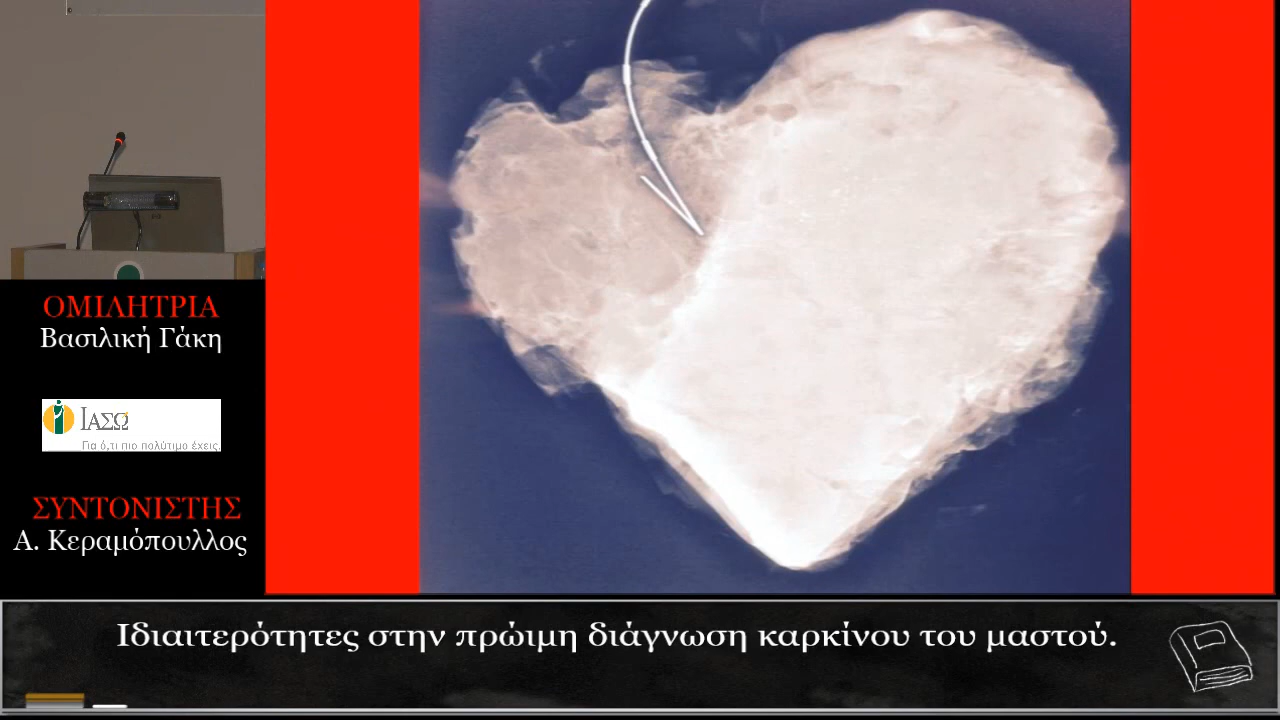 ΟΜΙΛΗΤΡΙΑ
Βασιλική Γάκη
ΙΑΣΩ
Για ό,τι πιο πολύτιμο έχεις.
ΣΥΝΤΟΝΙΣΤΗΣ
Α. Κεραμόπουλλος
Ιδιαιτερότητες στην πρώιμη διάγνωση καρκίνου του μαστού.